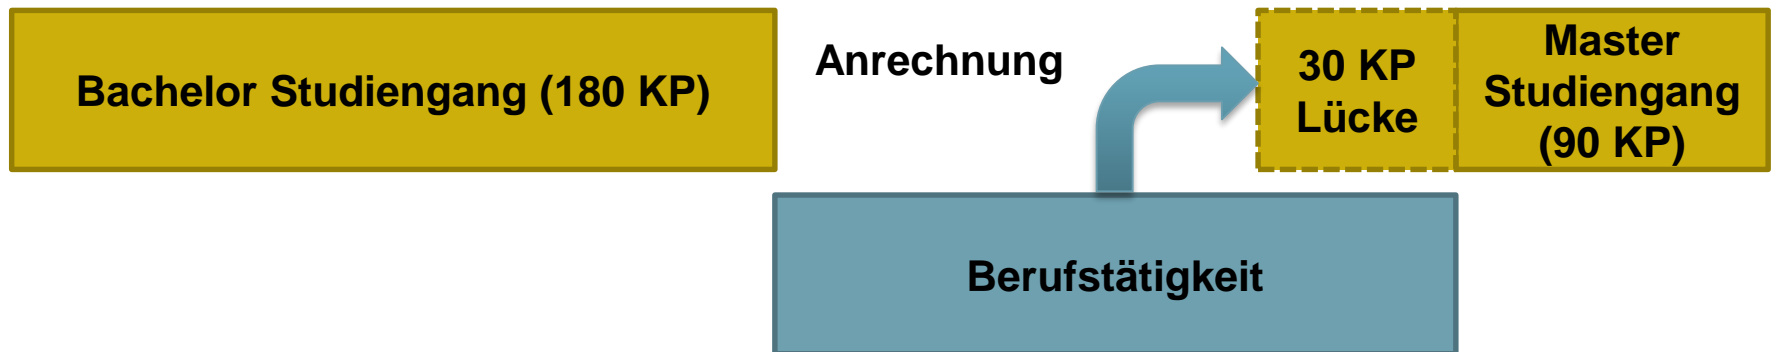 Bachelor Studiengang (180 KP)
Anrechnung
30 KP
Lücke
Master
Studiengang
(90 KP)
Berufstätigkeit